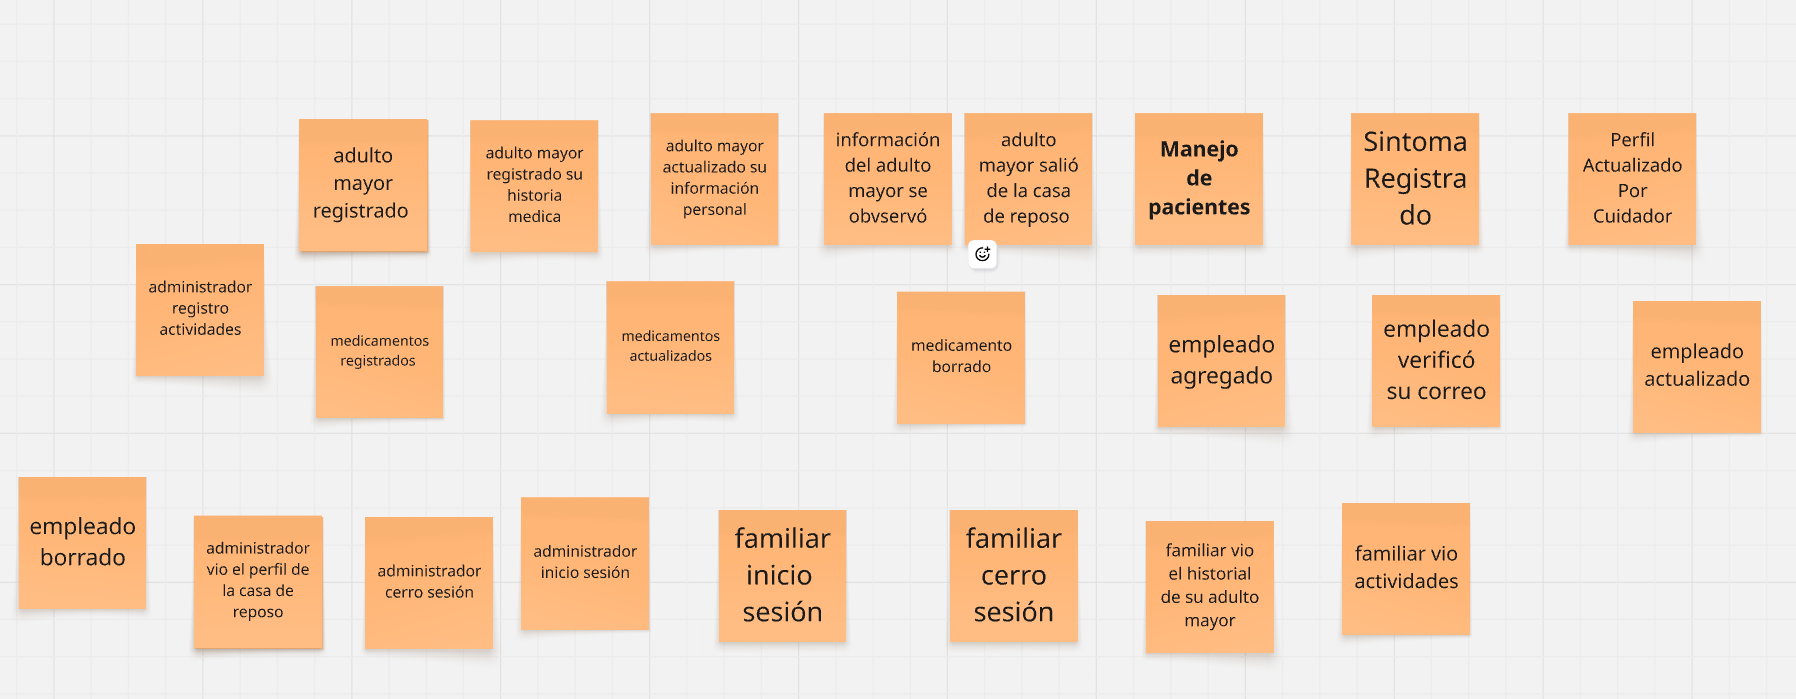 adulto
mayor
registrado
adulto mayor
registrado su
historia
medica
adulto mayor
actualizado su
información
personal
información
del adulto
mayor se
obvservó
adulto
mayor salió
de la casa
de reposo
Manejo
de
pacientes
Sintoma
Registra
do
Perfil
Actualizado
Por
Cuidador
administrador
registro
actividades
medicamentos
registrados
medicamentos
actualizados
medicamento
borrado
empleado
agregado
empleado
verificó
su correo
empleado
actualizado
empleado
borrado
administrador
vio el perfil de
la casa de
reposo
administrador
cerro sesión
administrador
inicio sesión
familiar
inicio
sesión
familiar
cerro
sesión
familiar vio
el historial
de su adulto
mayor
familiar vio
actividades